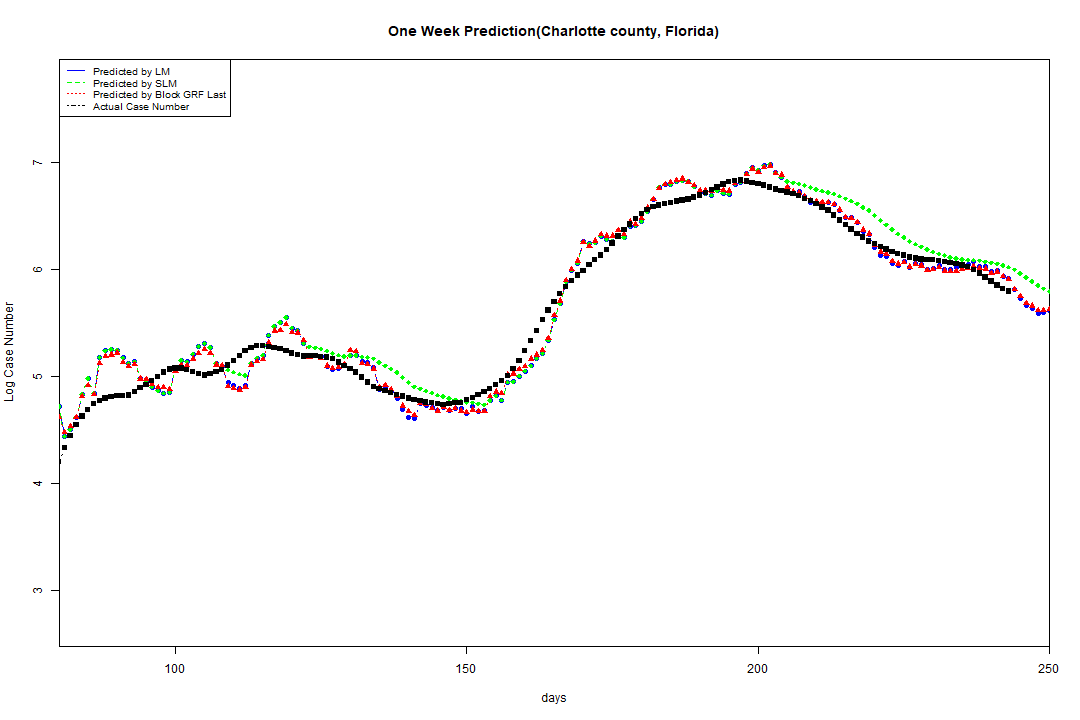 One Week Prediction(Charlotte county, Florida)
Predicted by LM
Predicted by SLM
Predicted by Block GRF Last
Actual Case Number
7
6
5
4
3
Log Case Number
100
150
200
250
days